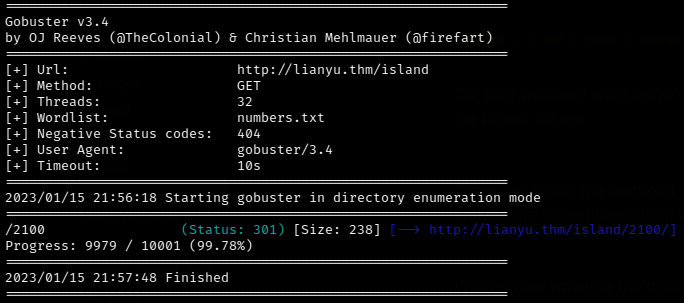 ===============================================================
Gobuster v3.4
by OJ Reeves (@TheColonial) & Christian Mehlmauer (@firefart)
===============================================================
[+] Url:                     http://lianyu.thm/island
[+] Method:                  GET
[+] Threads:                 32
[+] Wordlist:                numbers.txt
[+] Negative Status codes:   404
[+] User Agent:              gobuster/3.4
[+] Timeout:                 10s
===============================================================
2023/01/15 21:56:18 Starting gobuster in directory enumeration mode
===============================================================
/2100                 (Status: 301) [Size: 238] [--> http://lianyu.thm/island/2100/]
Progress: 9979 / 10001 (99.78%)
===============================================================
2023/01/15 21:57:48 Finished
===============================================================